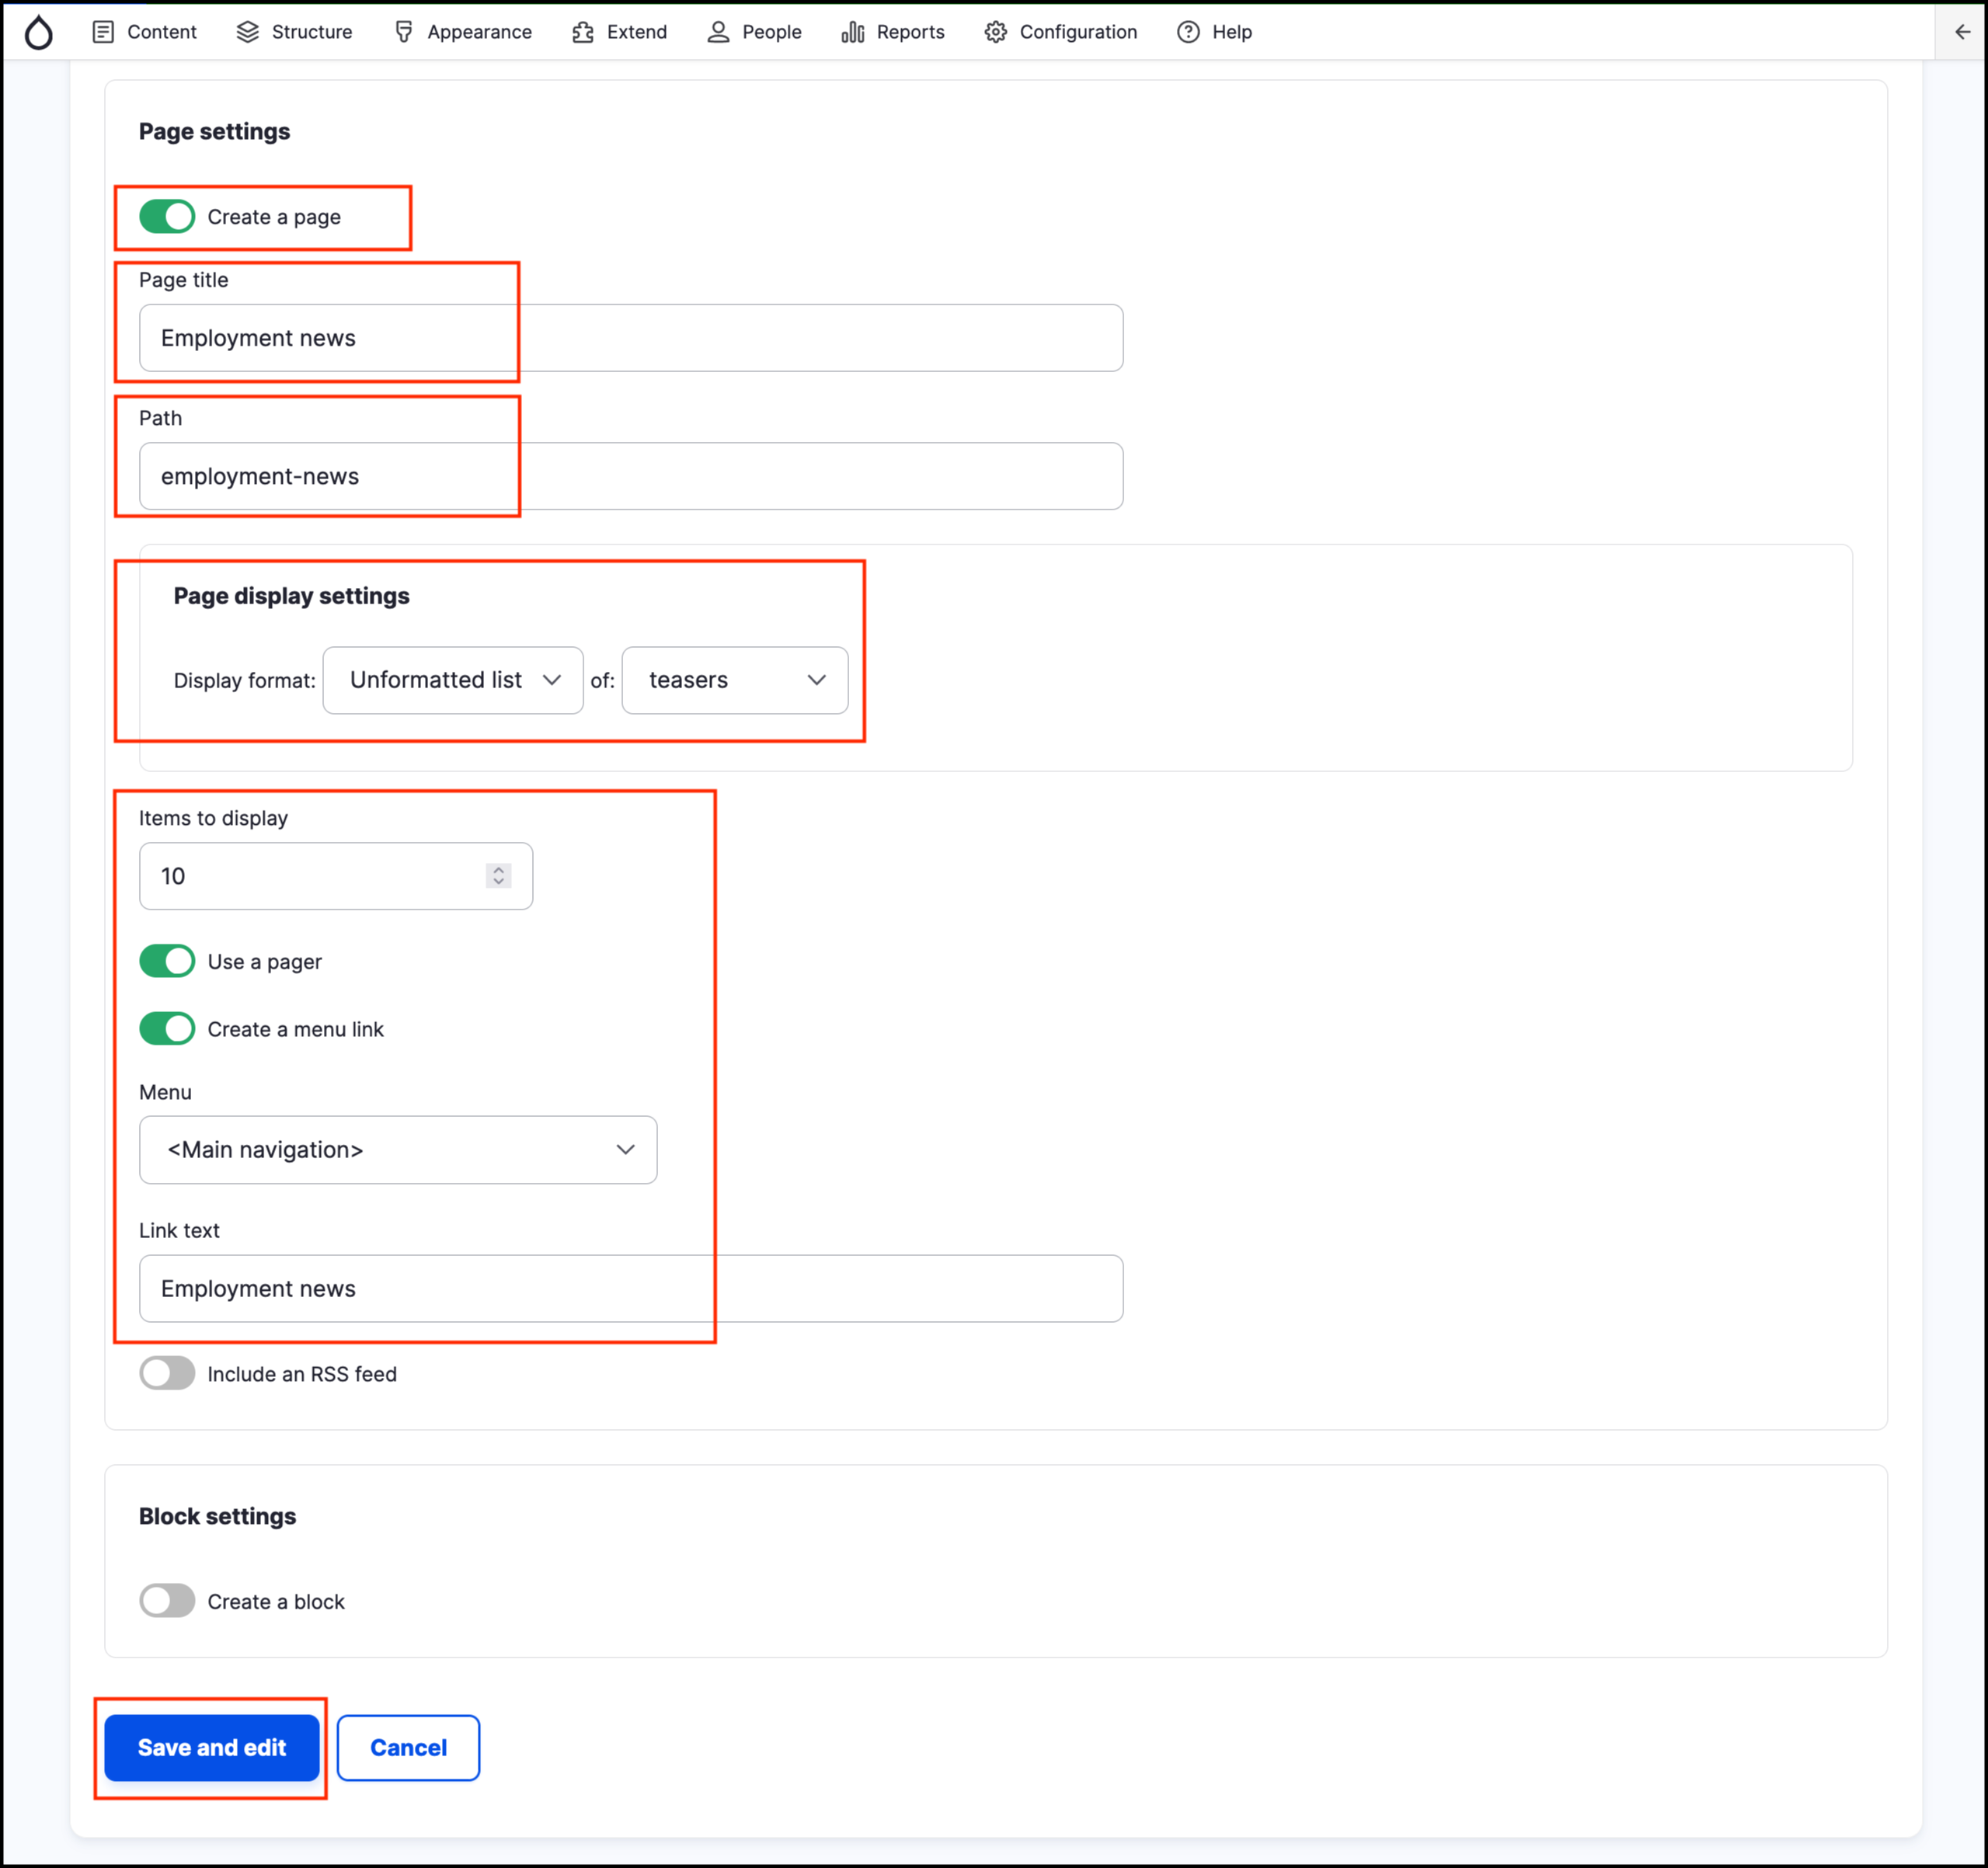 Content Structure Appearance Extend People Reports Configuration Help
Page settings
Create a page
Page title
Employment news
Path
employment-news
Page display settings
Display format: Unformatted list of: teasers
Items to display
10
Use a pager
Create a menu link
Menu
<Main navigation>
Link text
Employment news
Include an RSS feed
Block settings
Create a block
Save and edit Cancel